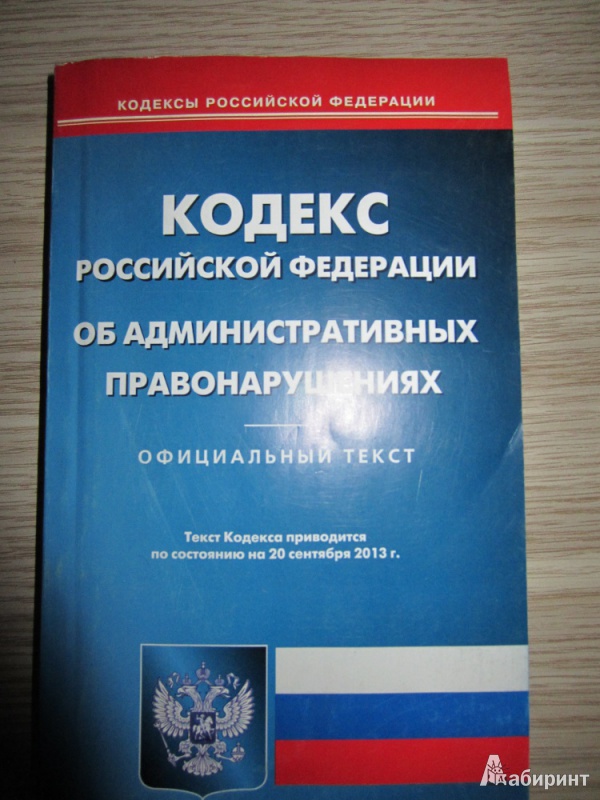 КОДЕКСЫ РОССИЙСКОЙ ФЕДЕРАЦИИ
КОДЕКС
РОССИЙСКОЙ ФЕДЕРАЦИИ
ОБ АДМИНИСТРАТИВНЫХ
ПРАВОНАРУШЕНИЯХ
ОФИЦИАЛЬНЫЙ ТЕКСТ
Текст Кодекса приводится
по состоянию на 20 сентября 2013 г.
Лабиринт